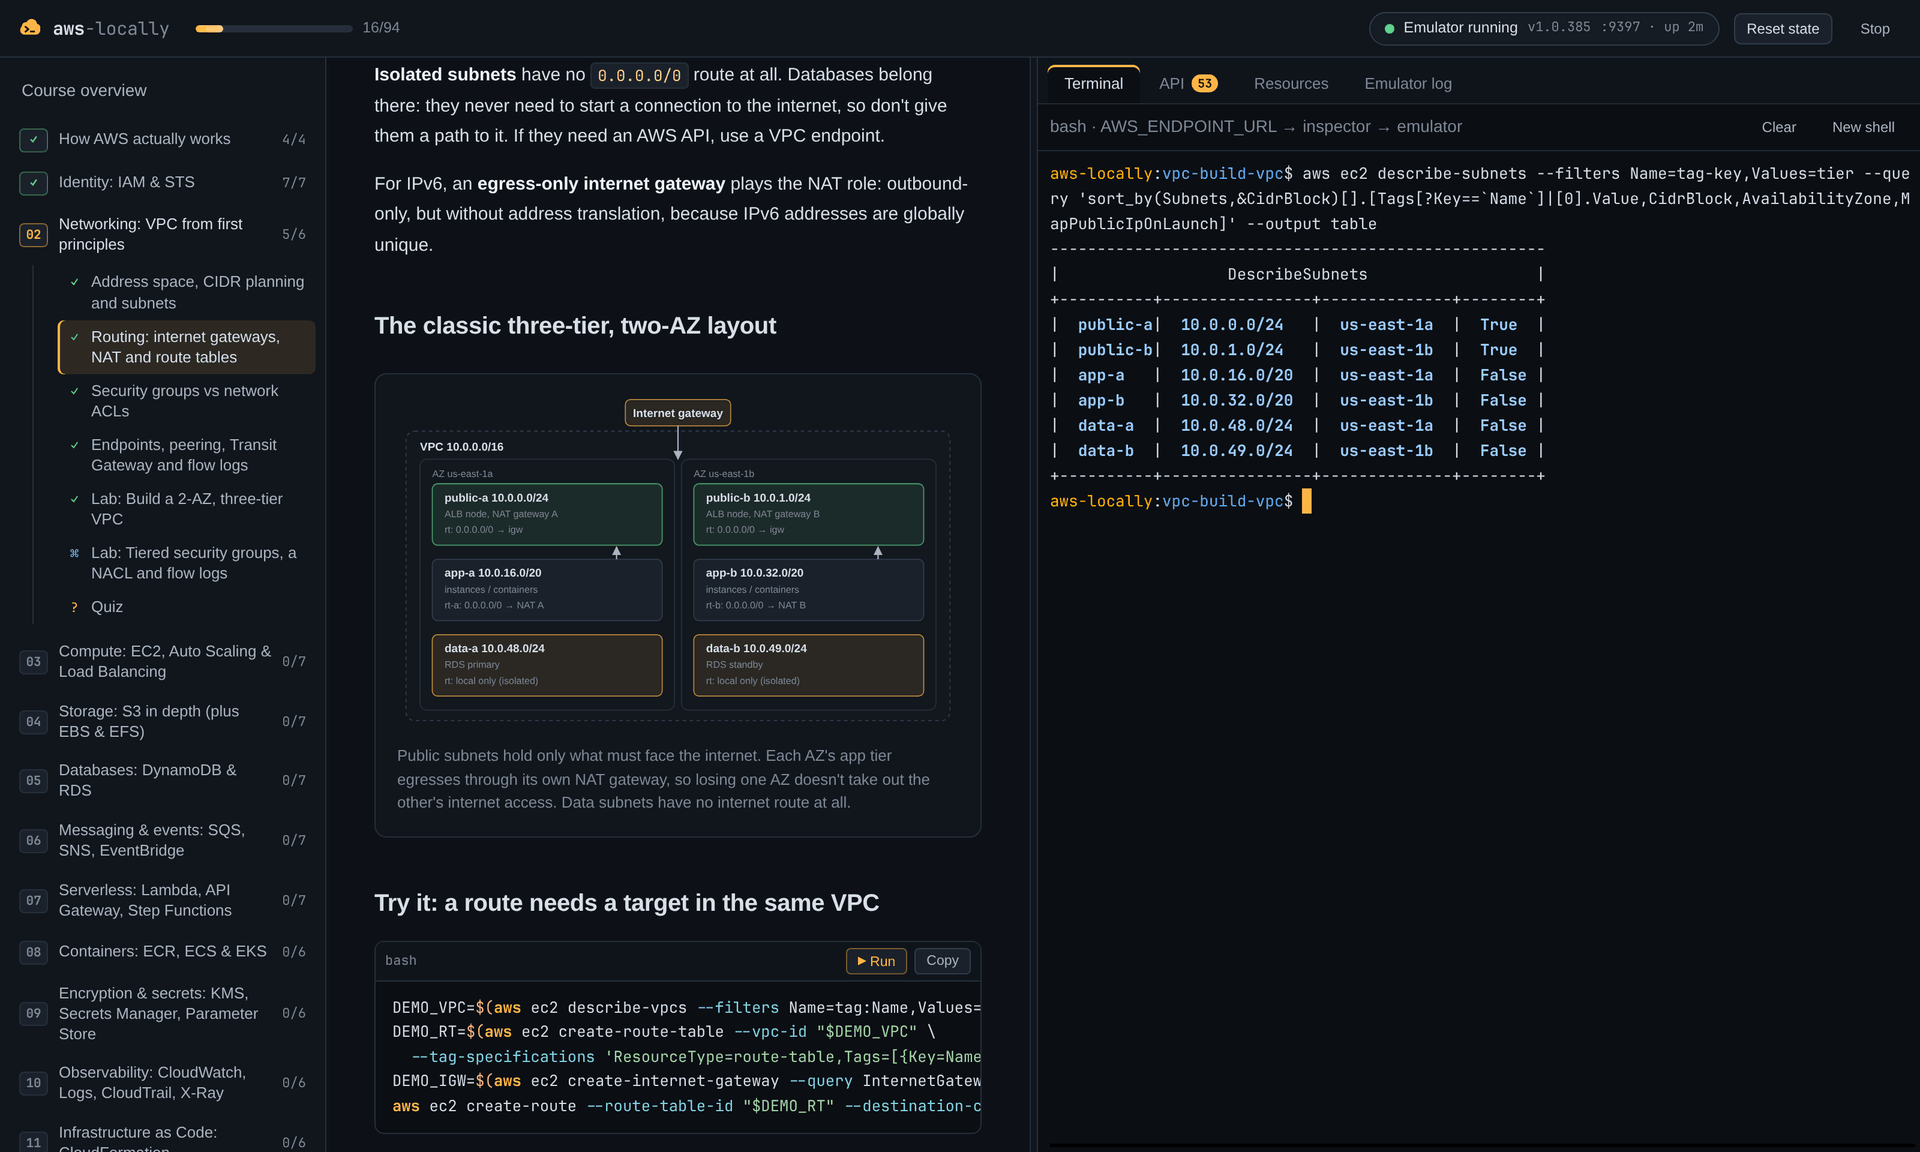 aws-locally
16/94
Emulator running v1.0.385 :9397 · up 2m
Reset state
Stop
Course overview
How AWS actually works 4/4
Identity: IAM & STS 7/7
02 Networking: VPC from first 5/6
principles
Address space, CIDR planning
and subnets
Routing: internet gateways,
NAT and route tables
Security groups vs network
ACLs
Endpoints, peering, Transit
Gateway and flow logs
Lab: Build a 2-AZ, three-tier
VPC
⌘ Lab: Tiered security groups, a
NACL and flow logs
? Quiz
03 Compute: EC2, Auto Scaling & 0/7
Load Balancing
04 Storage: S3 in depth (plus 0/7
EBS & EFS)
05 Databases: DynamoDB & 0/7
RDS
06 Messaging & events: SQS, 0/7
SNS, EventBridge
07 Serverless: Lambda, API 0/7
Gateway, Step Functions
08 Containers: ECR, ECS & EKS 0/6
09 Encryption & secrets: KMS, 0/6
Secrets Manager, Parameter
Store
10 Observability: CloudWatch, 0/6
Logs, CloudTrail, X-Ray
11 Infrastructure as Code: 0/6
CloudFormation
Isolated subnets have no 0.0.0.0/0 route at all. Databases belong
there: they never need to start a connection to the internet, so don't give
them a path to it. If they need an AWS API, use a VPC endpoint.
For IPv6, an egress-only internet gateway plays the NAT role: outbound-
only, but without address translation, because IPv6 addresses are globally
unique.
The classic three-tier, two-AZ layout
Internet gateway
VPC 10.0.0.0/16
AZ us-east-1a
public-a 10.0.0.0/24
ALB node, NAT gateway A
rt: 0.0.0.0/0 → igw
app-a 10.0.16.0/20
instances / containers
rt-a: 0.0.0.0/0 → NAT A
data-a 10.0.48.0/24
RDS primary
rt: local only (isolated)
AZ us-east-1b
public-b 10.0.1.0/24
ALB node, NAT gateway B
rt: 0.0.0.0/0 → igw
app-b 10.0.32.0/20
instances / containers
rt-b: 0.0.0.0/0 → NAT B
data-b 10.0.49.0/24
RDS standby
rt: local only (isolated)
Public subnets hold only what must face the internet. Each AZ's app tier
egresses through its own NAT gateway, so losing one AZ doesn't take out the
other's internet access. Data subnets have no internet route at all.
Try it: a route needs a target in the same VPC
bash
Run
Copy
DEMO_VPC=$(aws ec2 describe-vpcs --filters Name=tag:Name,Values=
DEMO_RT=$(aws ec2 create-route-table --vpc-id "$DEMO_VPC" \
--tag-specifications 'ResourceType=route-table,Tags=[{Key=Name
DEMO_IGW=$(aws ec2 create-internet-gateway --query InternetGatew
aws ec2 create-route --route-table-id "$DEMO_RT" --destination-c
Terminal
API 53
Resources
Emulator log
bash · AWS_ENDPOINT_URL → inspector → emulator
Clear
New shell
aws-locally:vpc-build-vpc$ aws ec2 describe-subnets --filters Name=tag-key,Values=tier --que
ry 'sort_by(Subnets,&CidrBlock)[].[Tags[?Key==`Name`]|[0].Value,CidrBlock,AvailabilityZone,M
apPublicIpOnLaunch]' --output table
-----------------------------------------------------
|                  DescribeSubnets                  |
+----------+----------------+--------------+--------+
|  public-a|  10.0.0.0/24   |  us-east-1a  |  True  |
|  public-b|  10.0.1.0/24   |  us-east-1b  |  True  |
|  app-a   |  10.0.16.0/20  |  us-east-1a  |  False |
|  app-b   |  10.0.32.0/20  |  us-east-1b  |  False |
|  data-a  |  10.0.48.0/24  |  us-east-1a  |  False |
|  data-b  |  10.0.49.0/24  |  us-east-1b  |  False |
+----------+----------------+--------------+--------+
aws-locally:vpc-build-vpc$